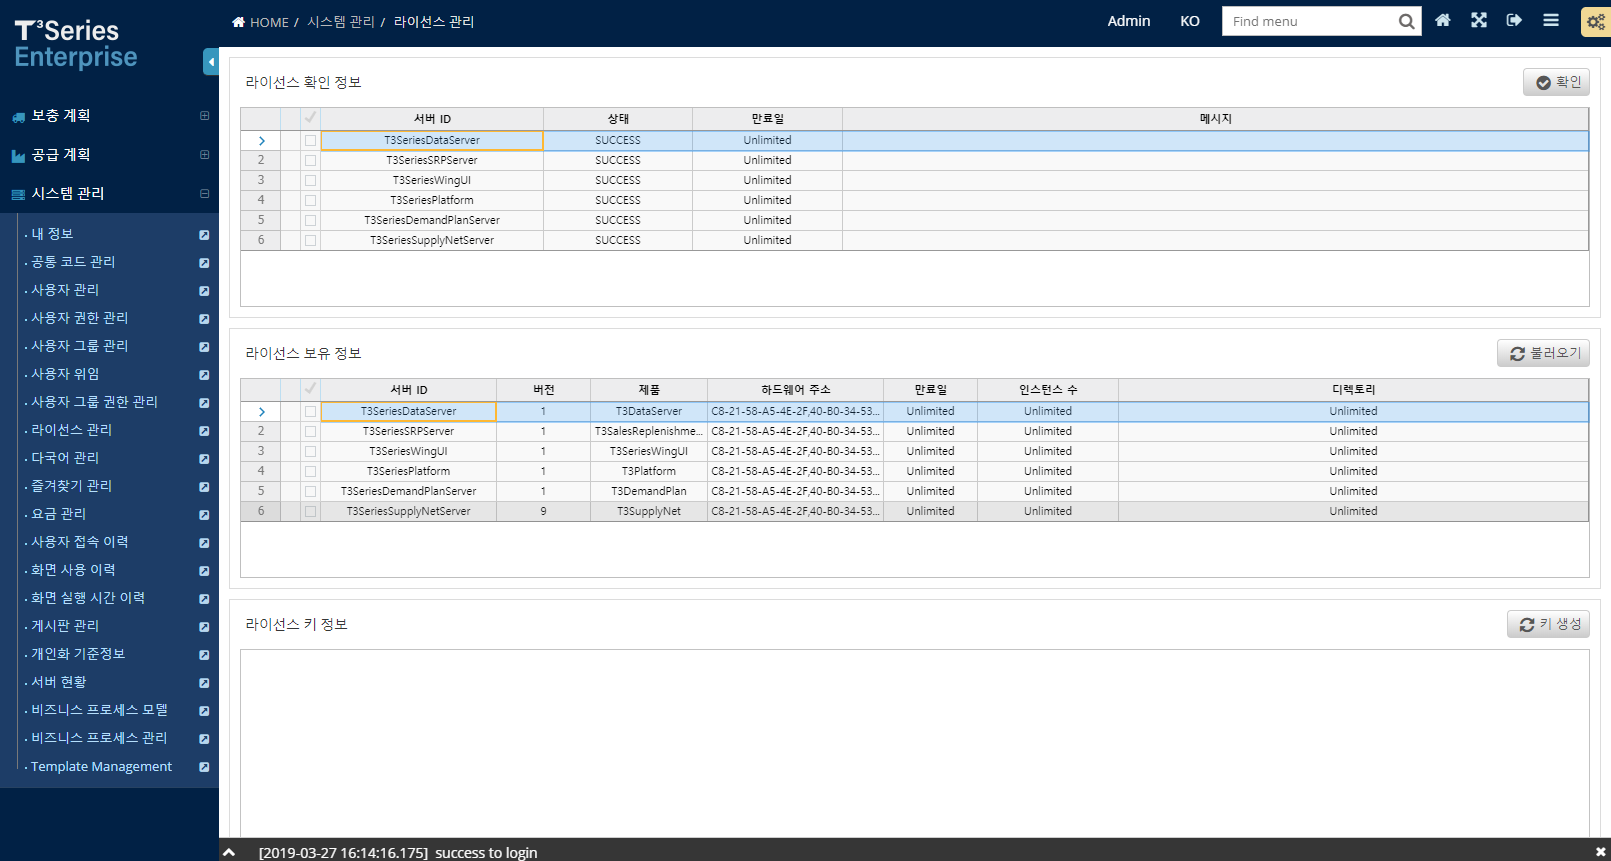 T³Series
Enterprise
HOME / 시스템 관리 / 라이선스 관리
Admin KO Find menu
보충 계획
공급 계획
시스템 관리
. 내 정보
. 공통 코드 관리
. 사용자 관리
. 사용자 권한 관리
. 사용자 그룹 관리
. 사용자 위임
. 사용자 그룹 권한 관리
. 라이선스 관리
. 다국어 관리
. 즐겨찾기 관리
. 요금 관리
. 사용자 접속 이력
. 화면 사용 이력
. 화면 실행 시간 이력
. 게시판 관리
. 개인화 기준정보
. 서버 현황
. 비즈니스 프로세스 모델
. 비즈니스 프로세스 관리
. Template Management
라이선스 확인 정보 확인
서버 ID 상태 만료일 메시지
T3SeriesDataServer SUCCESS Unlimited
2 T3SeriesSRPServer SUCCESS Unlimited
3 T3SeriesWingUI SUCCESS Unlimited
4 T3SeriesPlatform SUCCESS Unlimited
5 T3SeriesDemandPlanServer SUCCESS Unlimited
6 T3SeriesSupplyNetServer SUCCESS Unlimited
라이선스 보유 정보 불러오기
서버 ID 버전 제품 하드웨어 주소 만료일 인스턴스 수 디렉토리
T3SeriesDataServer 1 T3DataServer C8-21-58-A5-4E-2F,40-B0-34-53... Unlimited Unlimited Unlimited
2 T3SeriesSRPServer 1 T3SalesReplenishme... C8-21-58-A5-4E-2F,40-B0-34-53... Unlimited Unlimited Unlimited
3 T3SeriesWingUI 1 T3SeriesWingUI C8-21-58-A5-4E-2F,40-B0-34-53... Unlimited Unlimited Unlimited
4 T3SeriesPlatform 1 T3Platform C8-21-58-A5-4E-2F,40-B0-34-53... Unlimited Unlimited Unlimited
5 T3SeriesDemandPlanServer 1 T3DemandPlan C8-21-58-A5-4E-2F,40-B0-34-53... Unlimited Unlimited Unlimited
6 T3SeriesSupplyNetServer 9 T3SupplyNet C8-21-58-A5-4E-2F,40-B0-34-53... Unlimited Unlimited Unlimited
라이선스 키 정보 키 생성
[2019-03-27 16:14:16.175] success to login